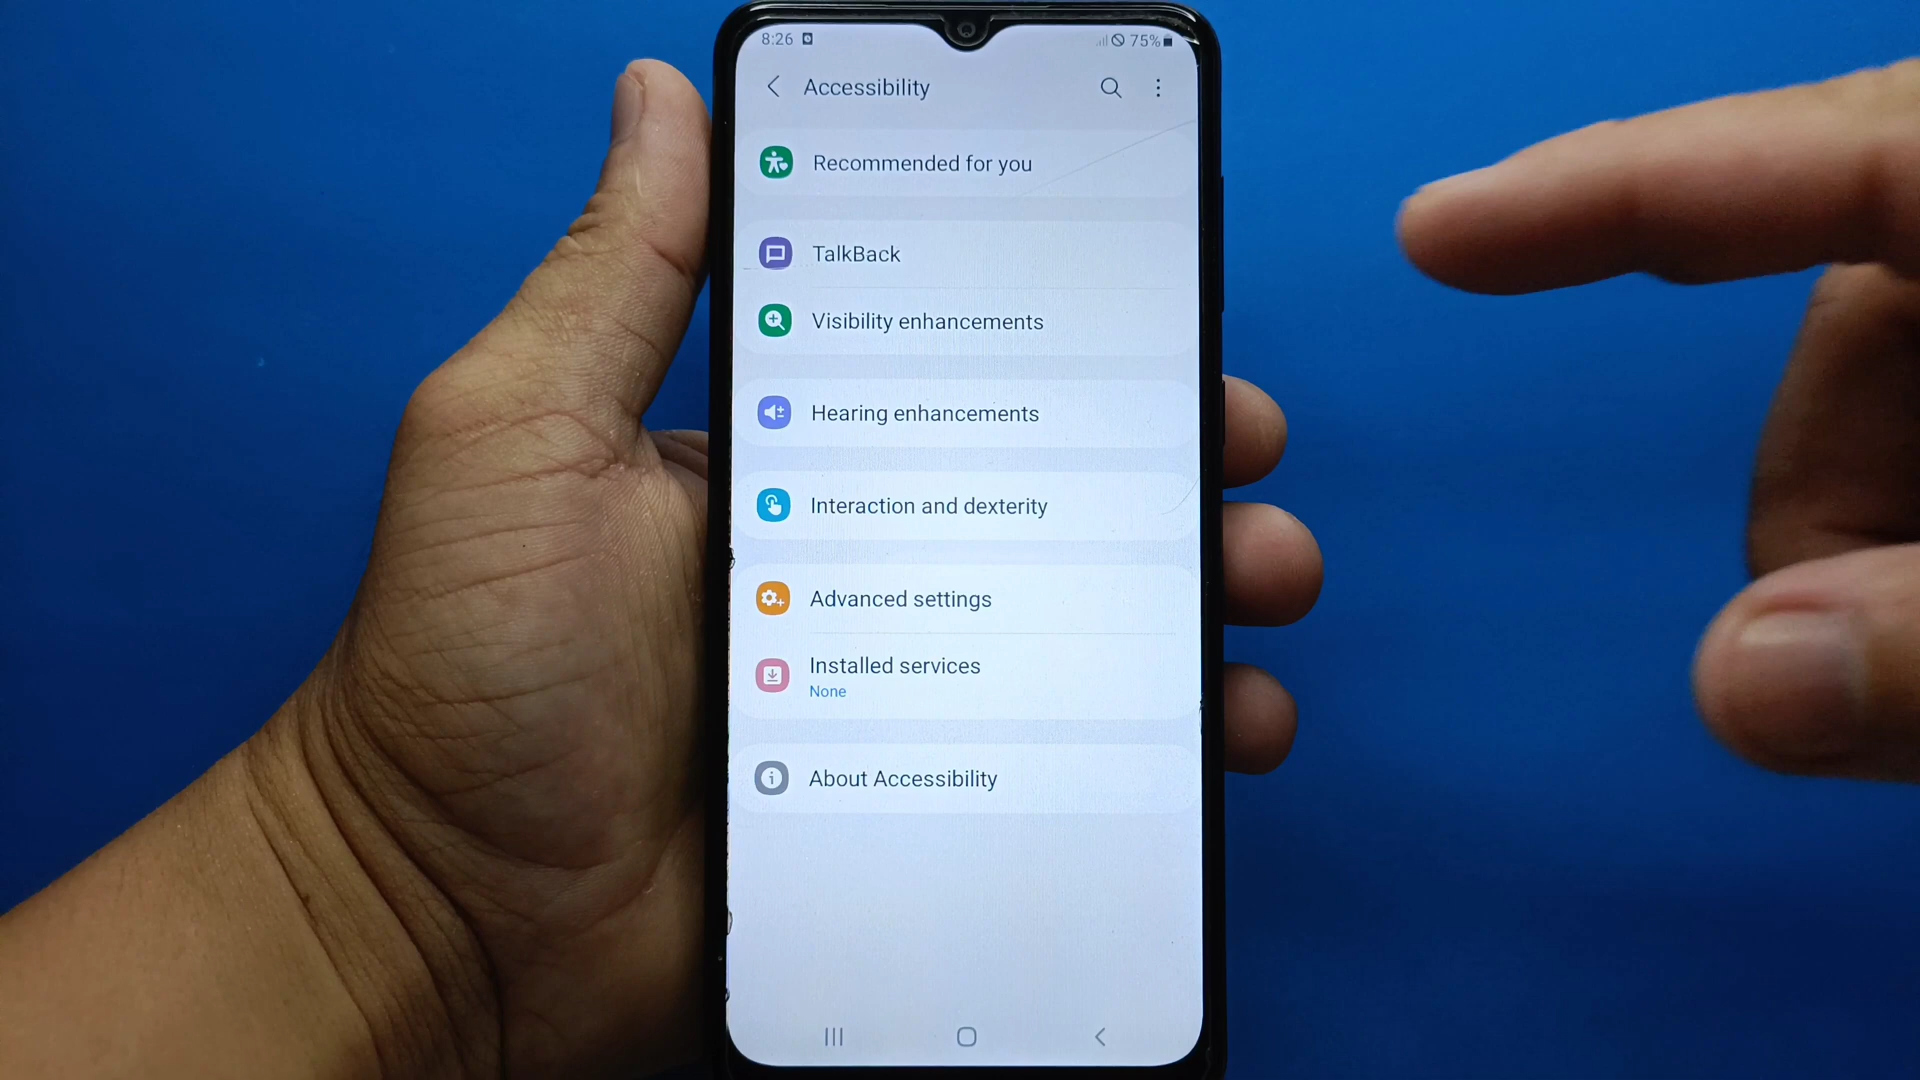 8:26 75%
Accessibility
Recommended for you
TalkBack
Visibility enhancements
Hearing enhancements
Interaction and dexterity
Advanced settings
Installed services
None
About Accessibility